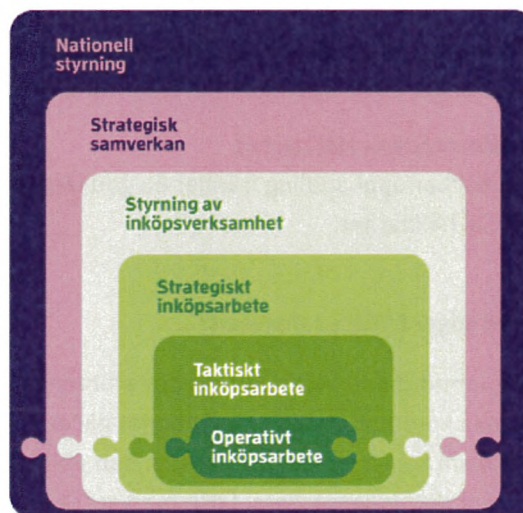 Nationell
styrning
Strategisk
samverkan
Styrning av
inköpsverksamhet
Strategiskt
inköpsarbete
Taktiskt
inköpsarbete
Operativt
inköpsarbete